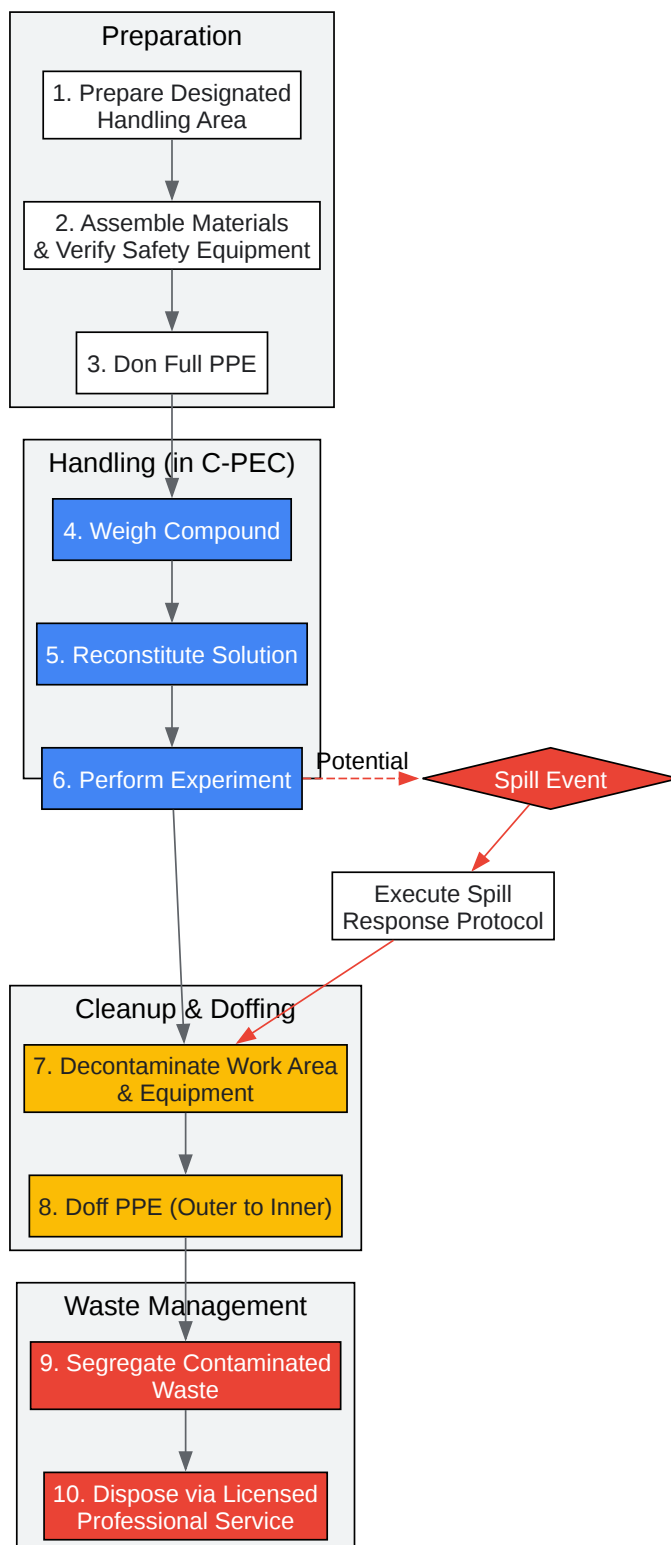 Preparation
1. Prepare Designated
Handling Area
2. Assemble Materials
& Verify Safety Equipment
3. Don Full PPE
Handling (in C-PEC)
4. Weigh Compound
5. Reconstitute Solution
6. Perform Experiment
Potential
Spill Event
Execute Spill
Response Protocol
Cleanup & Doffing
7. Decontaminate Work Area
& Equipment
8. Doff PPE (Outer to Inner)
Waste Management
9. Segregate Contaminated
Waste
10. Dispose via Licensed
Professional Service